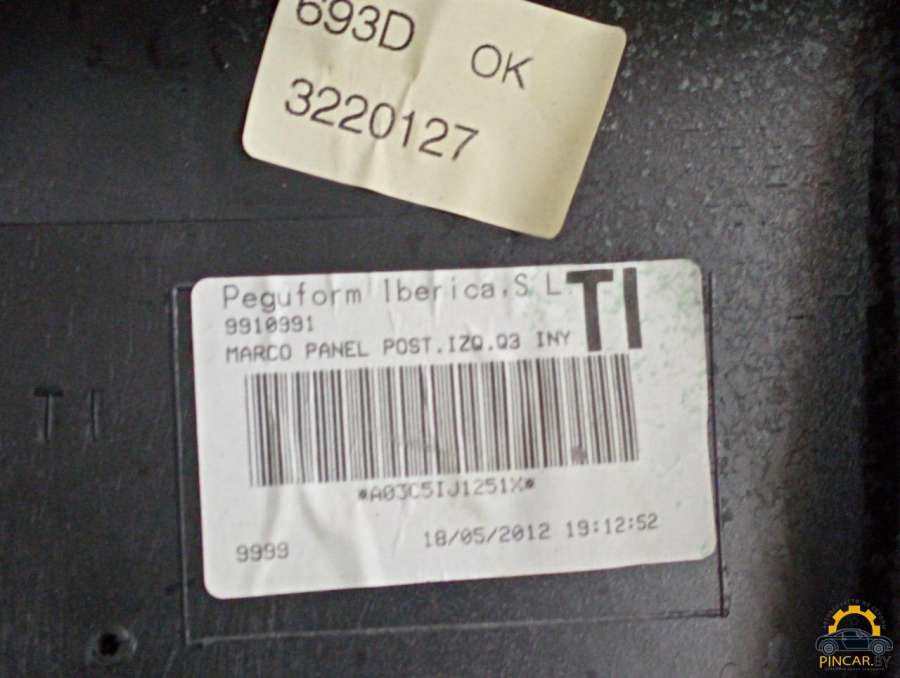 693D OK
3220127
Peguform Iberica,S L. TI
9910991
MARCO PANEL POST.IZQ.Q3 INY
*A03C5IJ1251X*
9999 18/05/2012 19:12:52
TI
PINCAR.BY